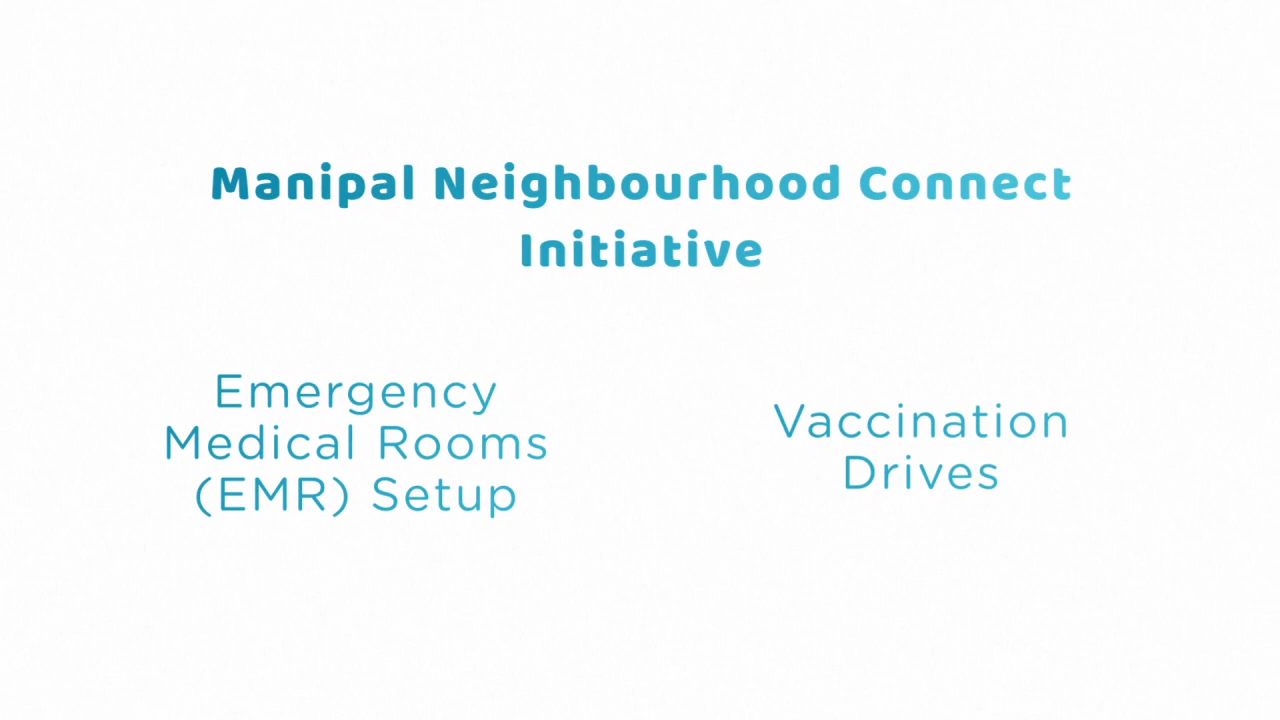 Manipal Neighbourhood Connect
Initiative
Emergency
Medical Rooms
(EMR) Setup
Vaccination
Drives